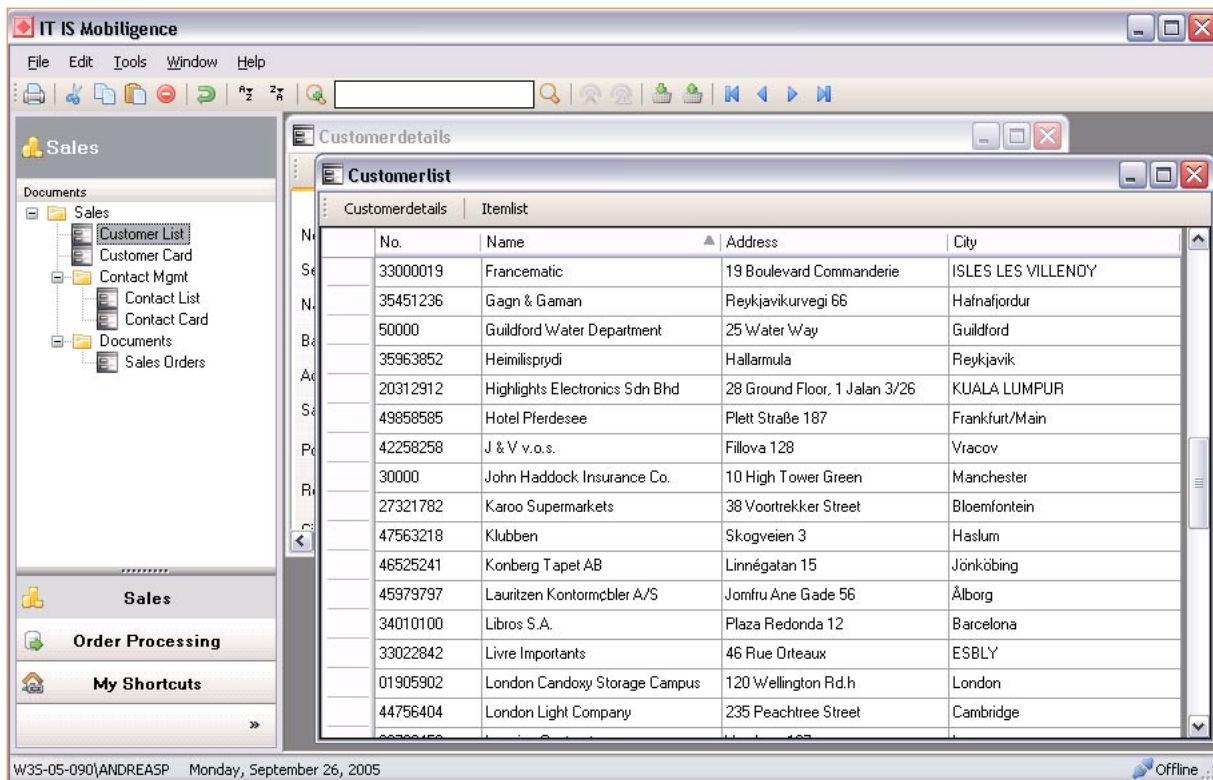 IT IS Mobiligence
File Edit Tools Window Help
Sales
Documents
Sales
Customer List
Customer Card
Contact Mgmt
Contact List
Contact Card
Documents
Sales Orders
Sales
Order Processing
My Shortcuts
»
Customerdetails
Customerlist
Customerdetails Itemlist
No. Name Address City
33000019 Francematic 19 Boulevard Commanderie ISLES LES VILLENOY
35451236 Gagn & Gaman Reykjavikurvegi 66 Hafnafjordur
50000 Guildford Water Department 25 Water Way Guildford
35963852 Heimilisprydi Hallarmula Reykjavik
20312912 Highlights Electronics Sdn Bhd 28 Ground Floor, 1 Jalan 3/26 KUALA LUMPUR
49858585 Hotel Pferdesee Plett Straße 187 Frankfurt/Main
42258258 J & V v.o.s. Fillova 128 Vracov
30000 John Haddock Insurance Co. 10 High Tower Green Manchester
27321782 Karoo Supermarkets 38 Voortrekker Street Bloemfontein
47563218 Klubben Skogveien 3 Haslum
46525241 Konberg Tapet AB Linnégatan 15 Jönköbing
45979797 Lauritzen Kontorm¢bler A/S Jomfru Ane Gade 56 Ålborg
34010100 Libros S.A. Plaza Redonda 12 Barcelona
33022842 Livre Importants 46 Rue Orteaux ESBLY
01905902 London Candoxy Storage Campus 120 Wellington Rd.h London
44756404 London Light Company 235 Peachtree Street Cambridge
W3S-05-090\ANDREASP Monday, September 26, 2005 Offline